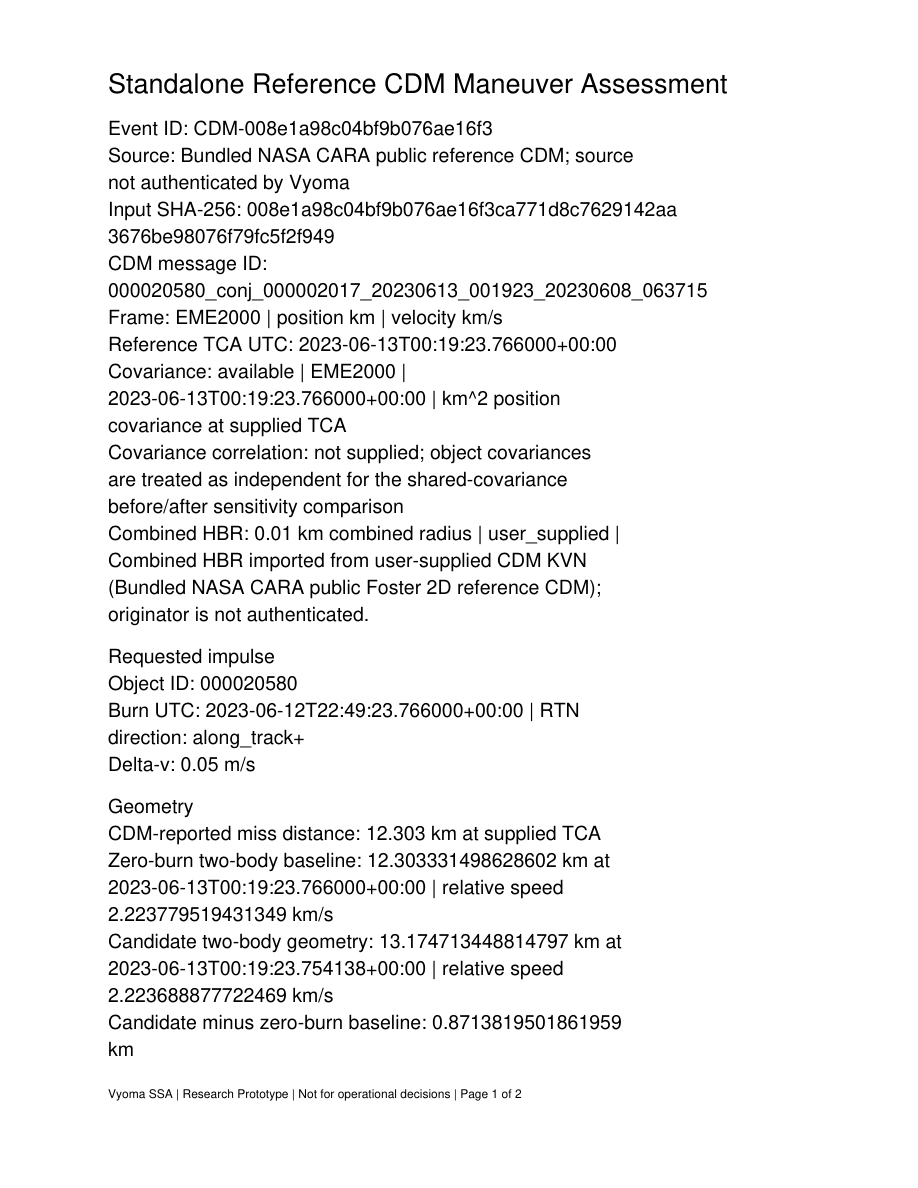 Standalone Reference CDM Maneuver Assessment
Event ID: CDM-008e1a98c04bf9b076ae16f3
Source: Bundled NASA CARA public reference CDM; source
not authenticated by Vyoma
Input SHA-256: 008e1a98c04bf9b076ae16f3ca771d8c7629142aa
3676be98076f79fc5f2f949
CDM message ID:
000020580_conj_000002017_20230613_001923_20230608_063715
Frame: EME2000 | position km | velocity km/s
Reference TCA UTC: 2023-06-13T00:19:23.766000+00:00
Covariance: available | EME2000 |
2023-06-13T00:19:23.766000+00:00 | km^2 position
covariance at supplied TCA
Covariance correlation: not supplied; object covariances
are treated as independent for the shared-covariance
before/after sensitivity comparison
Combined HBR: 0.01 km combined radius | user_supplied |
Combined HBR imported from user-supplied CDM KVN
(Bundled NASA CARA public Foster 2D reference CDM);
originator is not authenticated.
Requested impulse
Object ID: 000020580
Burn UTC: 2023-06-12T22:49:23.766000+00:00 | RTN
direction: along_track+
Delta-v: 0.05 m/s
Geometry
CDM-reported miss distance: 12.303 km at supplied TCA
Zero-burn two-body baseline: 12.303331498628602 km at
2023-06-13T00:19:23.766000+00:00 | relative speed
2.223779519431349 km/s
Candidate two-body geometry: 13.174713448814797 km at
2023-06-13T00:19:23.754138+00:00 | relative speed
2.223688877722469 km/s
Candidate minus zero-burn baseline: 0.8713819501861959
km
Vyoma SSA | Research Prototype | Not for operational decisions | Page 1 of 2